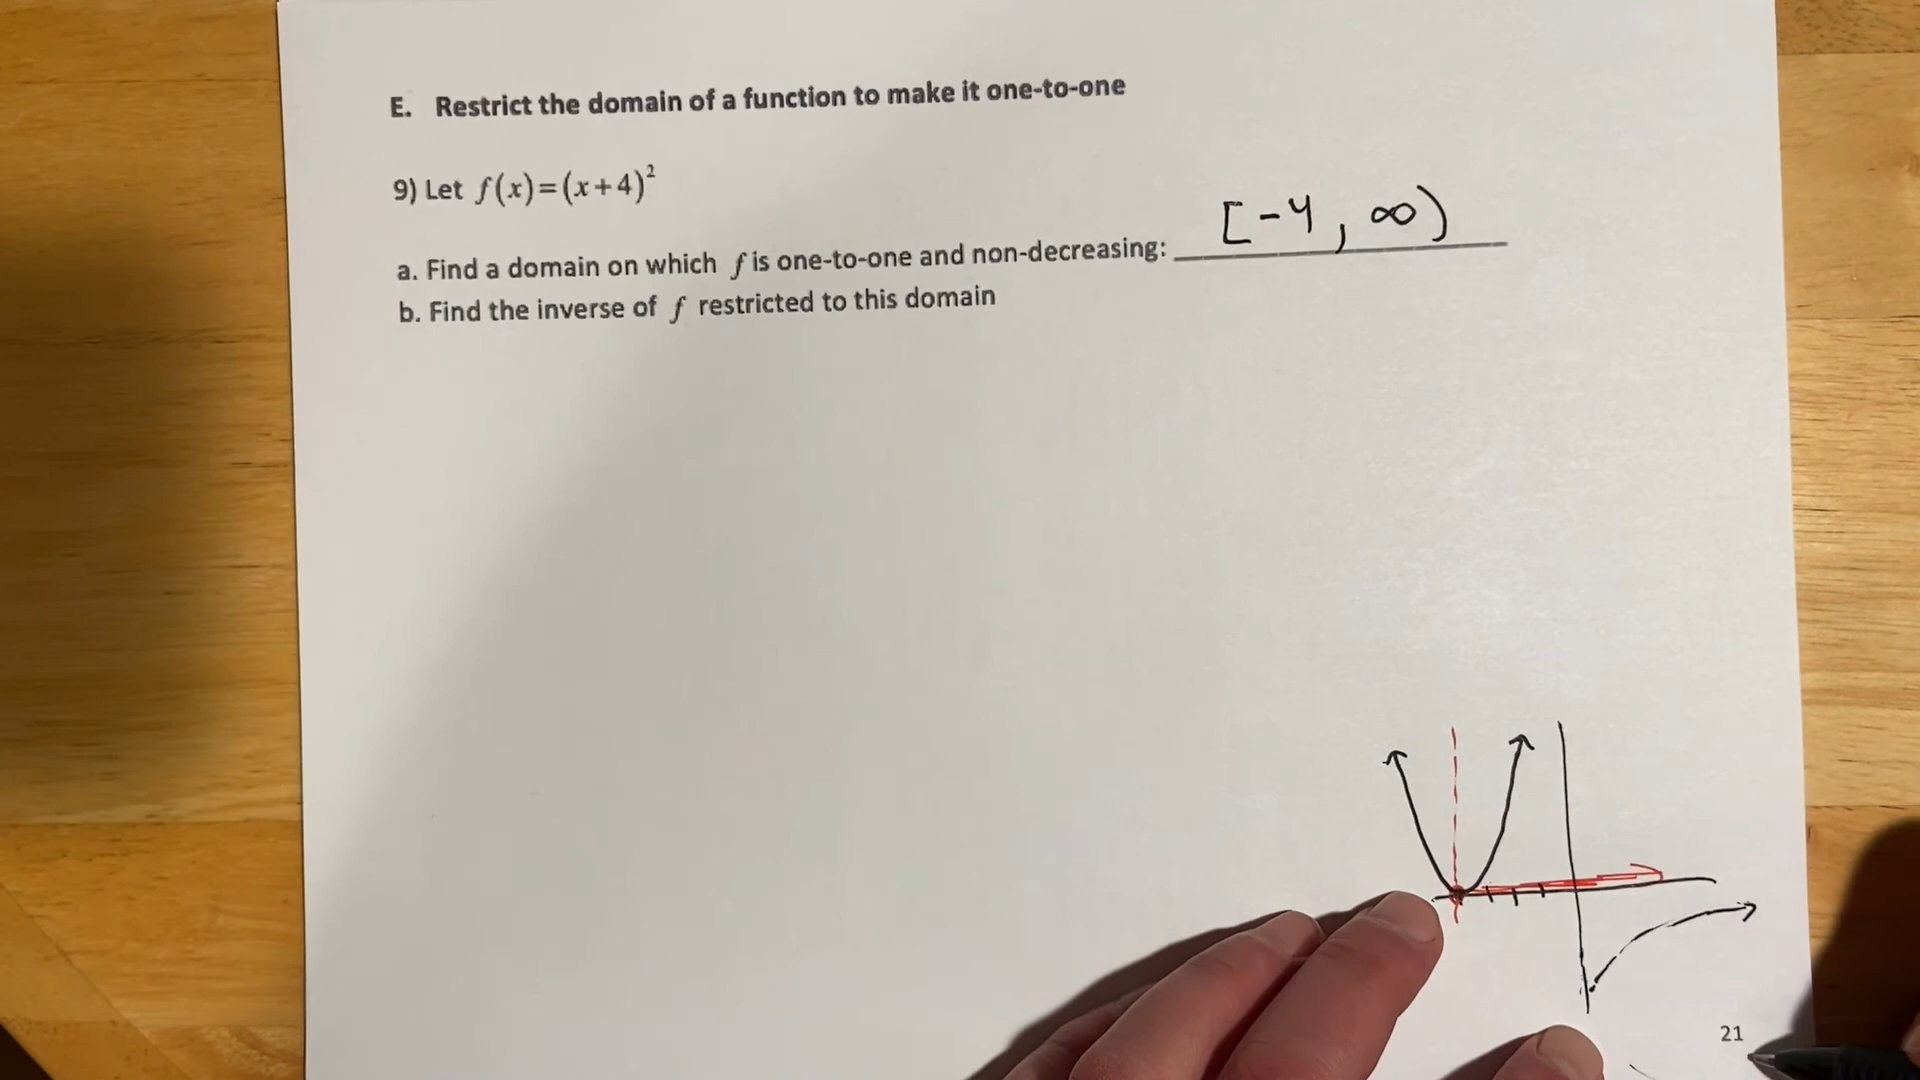 E. Restrict the domain of a function to make it one-to-one
9) Let f(x)=(x+4)²
a. Find a domain on which f is one-to-one and non-decreasing: [-4, ∞)
b. Find the inverse of f restricted to this domain
21